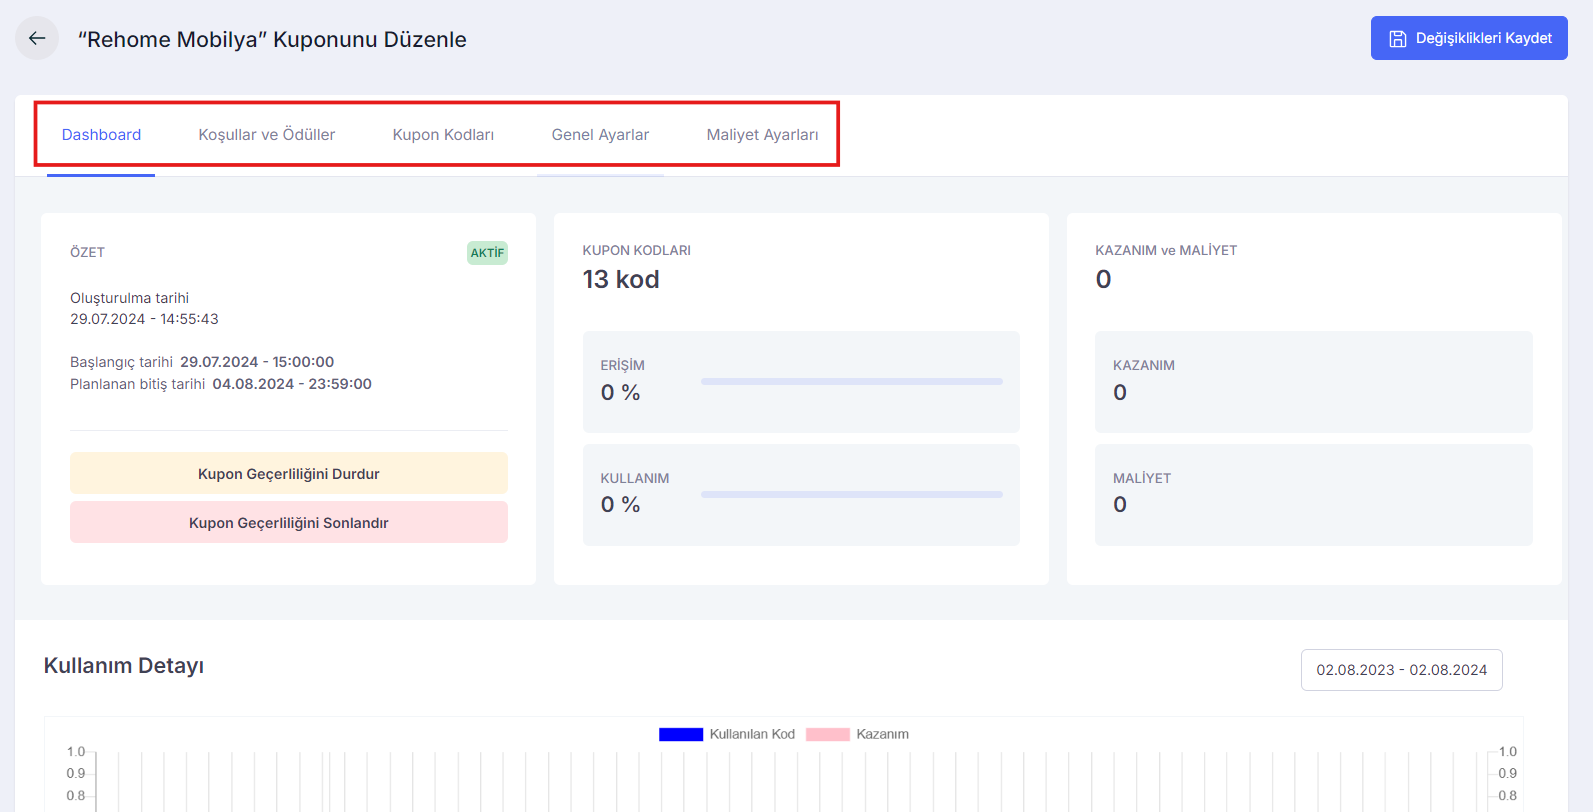 “Rehome Mobilya” Kuponunu Düzenle
Değişiklikleri Kaydet
Dashboard
Koşullar ve Ödüller
Kupon Kodları
Genel Ayarlar
Maliyet Ayarları
ÖZET
AKTİF
Oluşturulma tarihi
29.07.2024 - 14:55:43
Başlangıç tarihi 29.07.2024 - 15:00:00
Planlanan bitiş tarihi 04.08.2024 - 23:59:00
Kupon Geçerliliğini Durdur
Kupon Geçerliliğini Sonlandır
KUPON KODLARI
13 kod
ERİŞİM
0 %
KULLANIM
0 %
KAZANIM ve MALİYET
0
KAZANIM
0
MALİYET
0
Kullanım Detayı
02.08.2023 - 02.08.2024
Kullanılan Kod
Kazanım
1.0
0.9
0.8
1.0
0.9
0.8